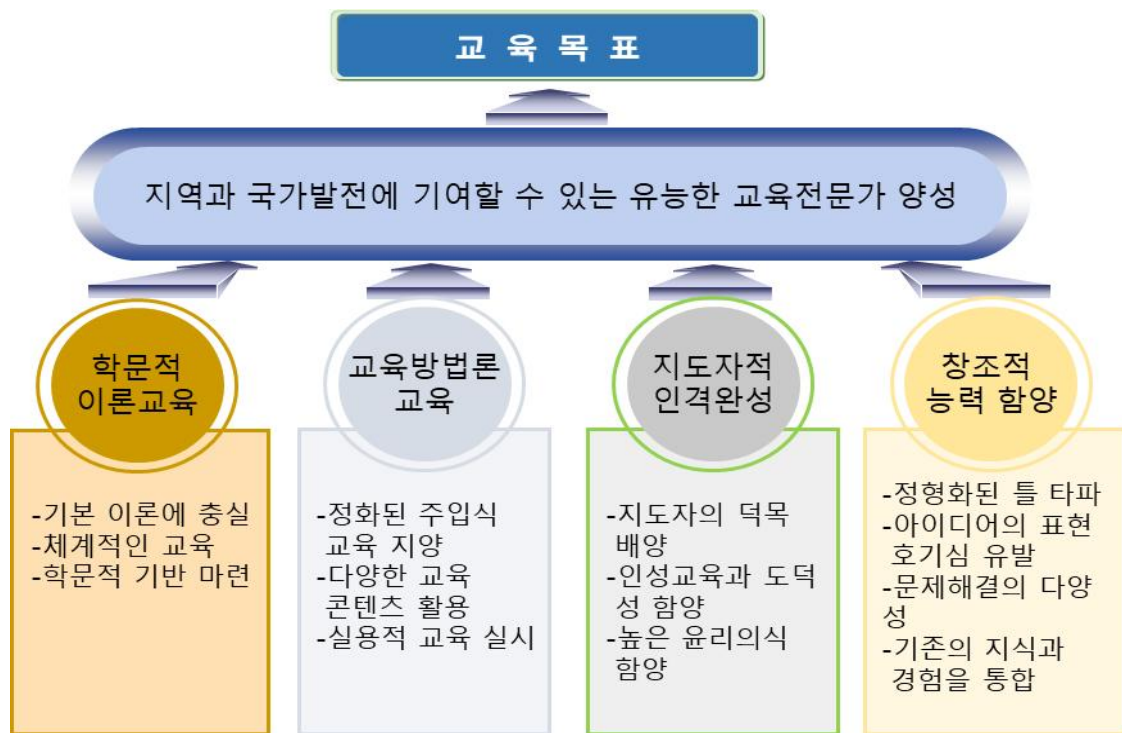 교 육 목 표
지역과 국가발전에 기여할 수 있는 유능한 교육전문가 양성
학문적
이론교육
-기본 이론에 충실
-체계적인 교육
-학문적 기반 마련
교육방법론
교육
-정화된 주입식
교육 지양
-다양한 교육
콘텐츠 활용
-실용적 교육 실시
지도자적
인격완성
-지도자의 덕목
배양
-인성교육과 도덕
성 함양
-높은 윤리의식
함양
창조적
능력 함양
-정형화된 틀 타파
-아이디어의 표현
호기심 유발
-문제해결의 다양
성
-기존의 지식과
경험을 통합